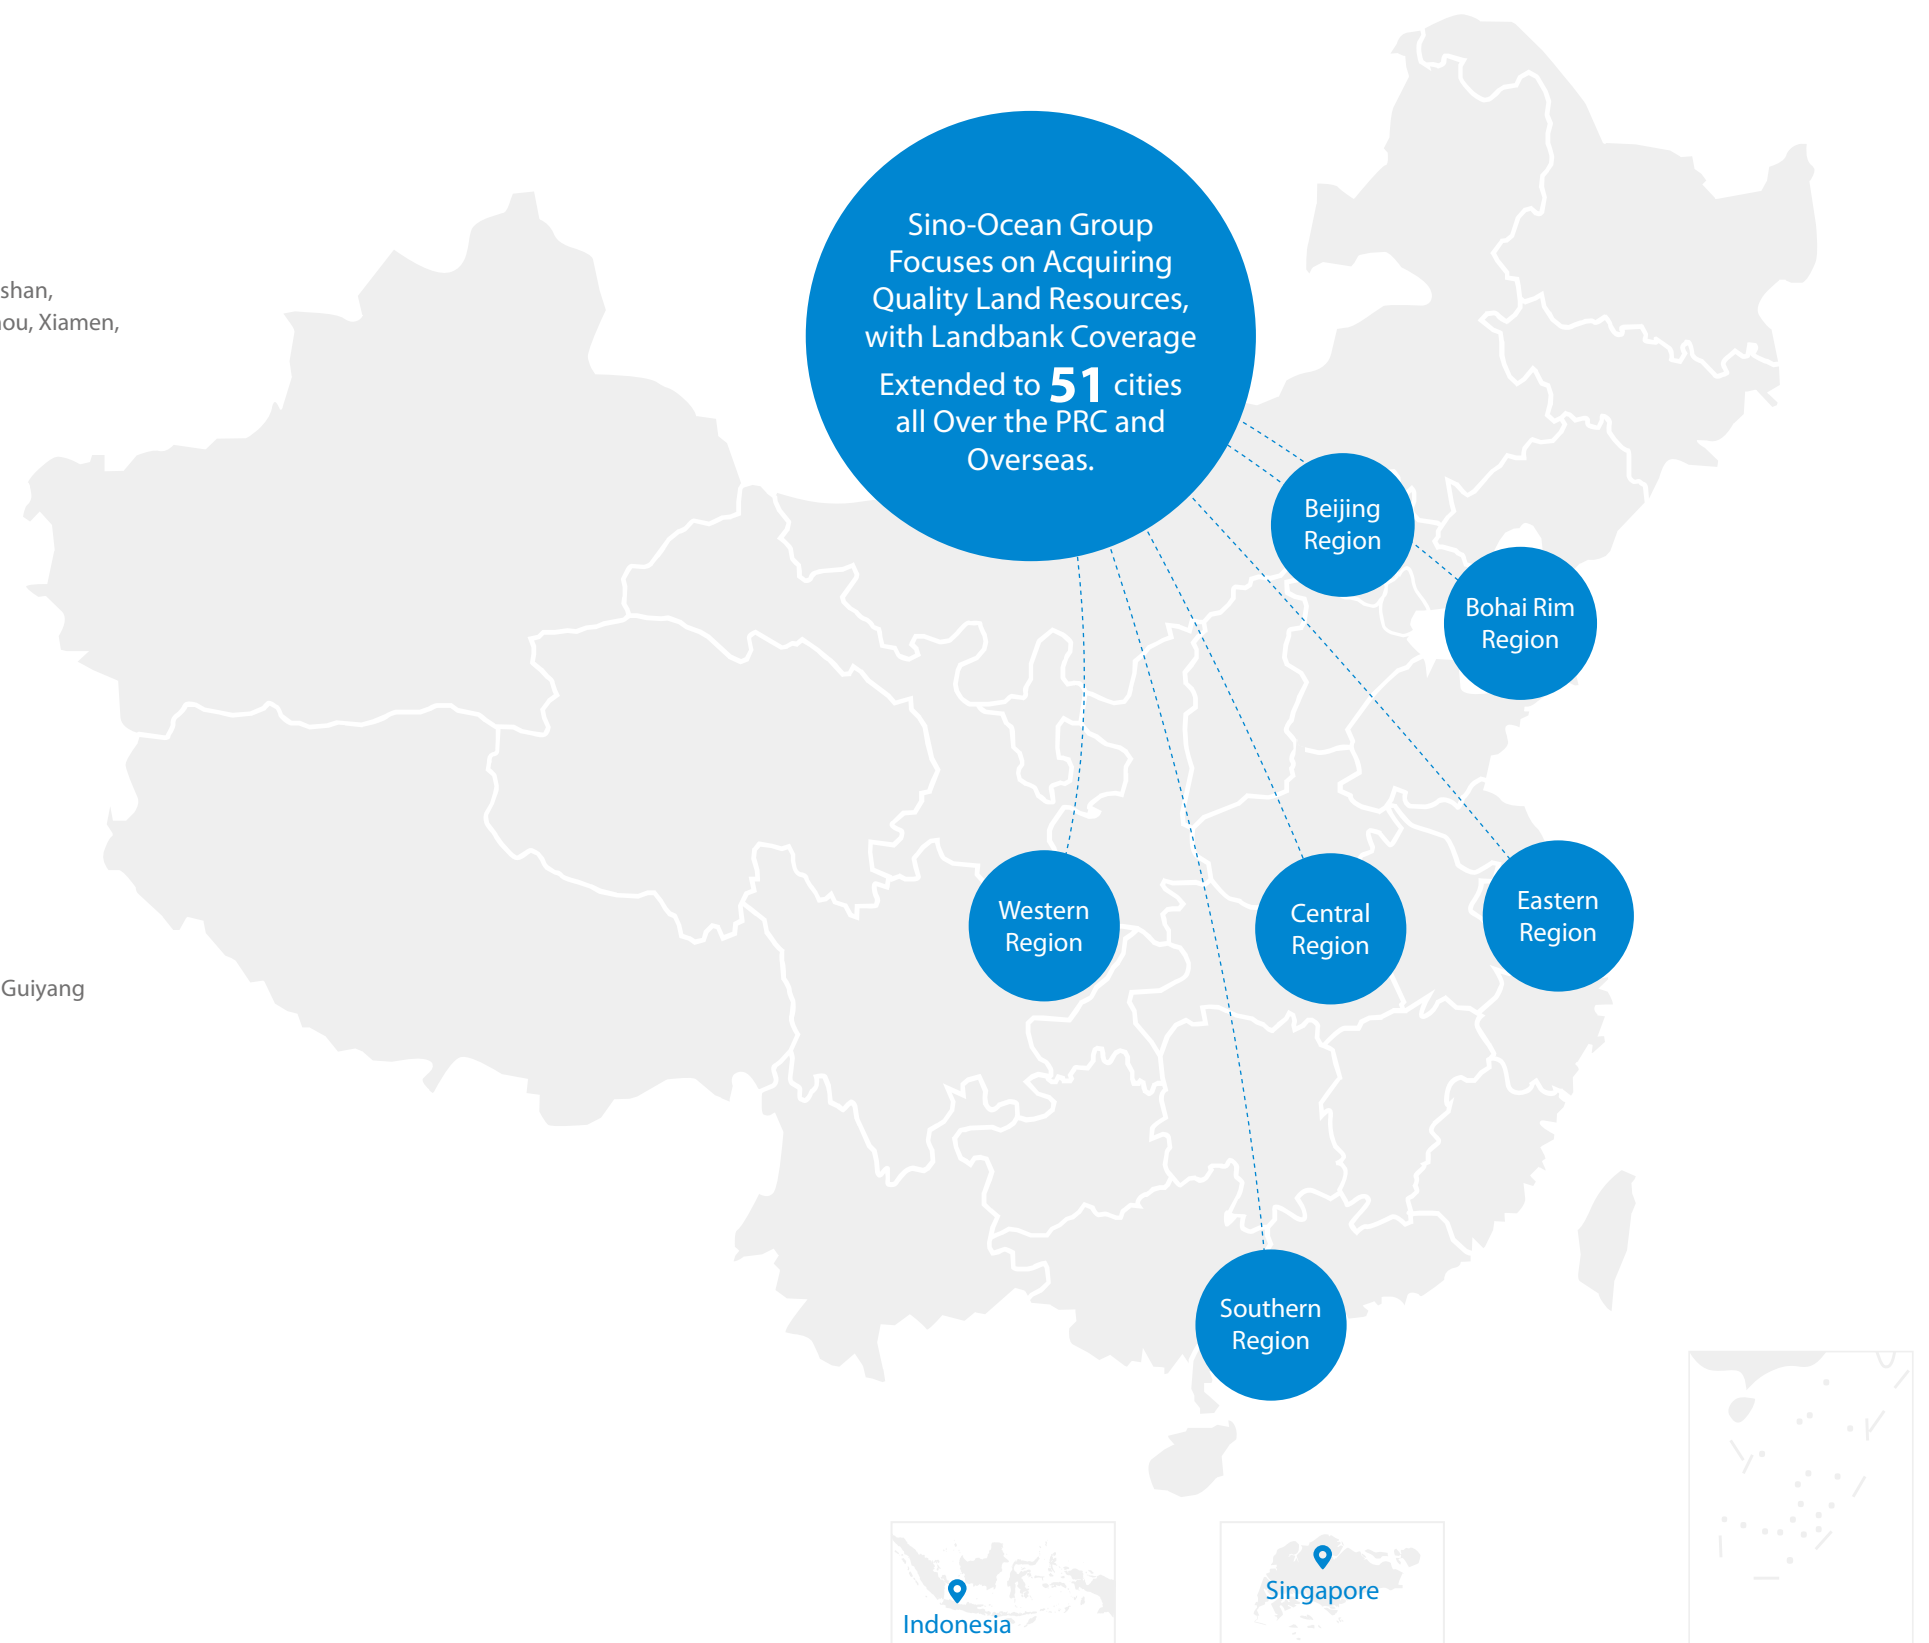 Sino-Ocean Group
Focuses on Acquiring
Quality Land Resources,
with Landbank Coverage
Extended to 51 cities
all Over the PRC and
Overseas.
shan,
ou, Xiamen,
Beijing
Region
Bohai Rim
Region
Western
Region
Central
Region
Eastern
Region
Guiyang
Southern
Region
Indonesia
Singapore